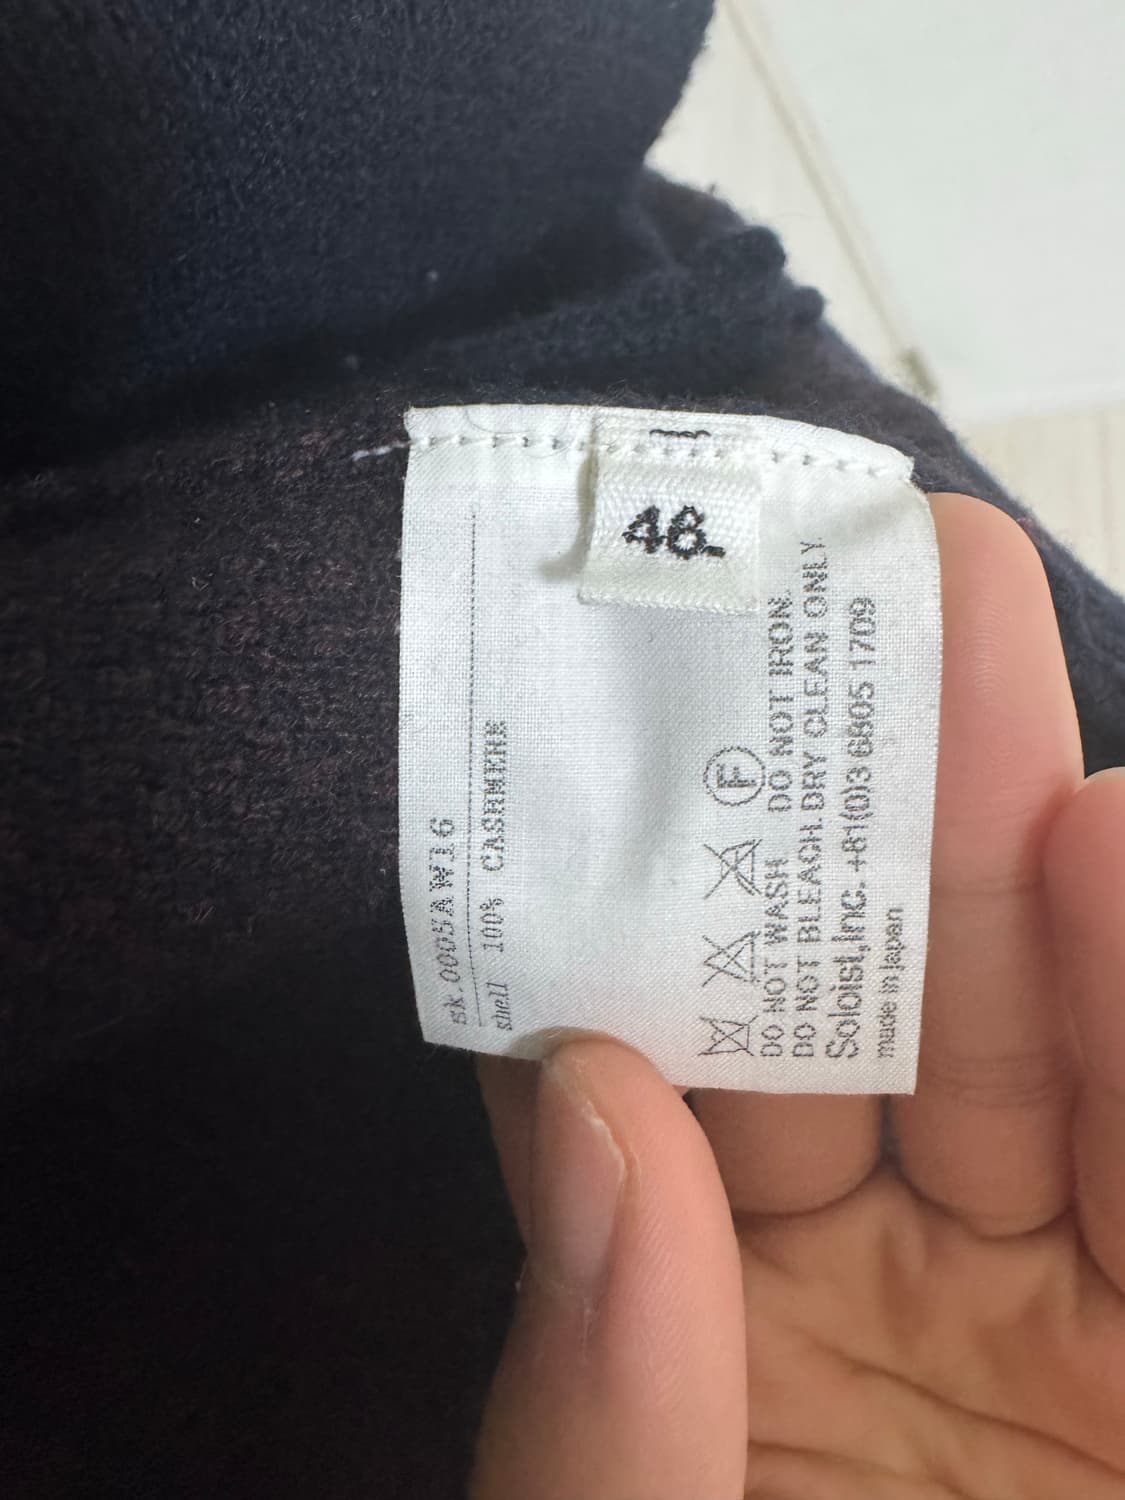 46
sk.0005AW16
shell 100% CASHMERE
F
DO NOT WASH DO NOT IRON.
DO NOT BLEACH. DRY CLEAN ONLY.
Soloist,Inc. +81(0)3 6805 1709
made in japan